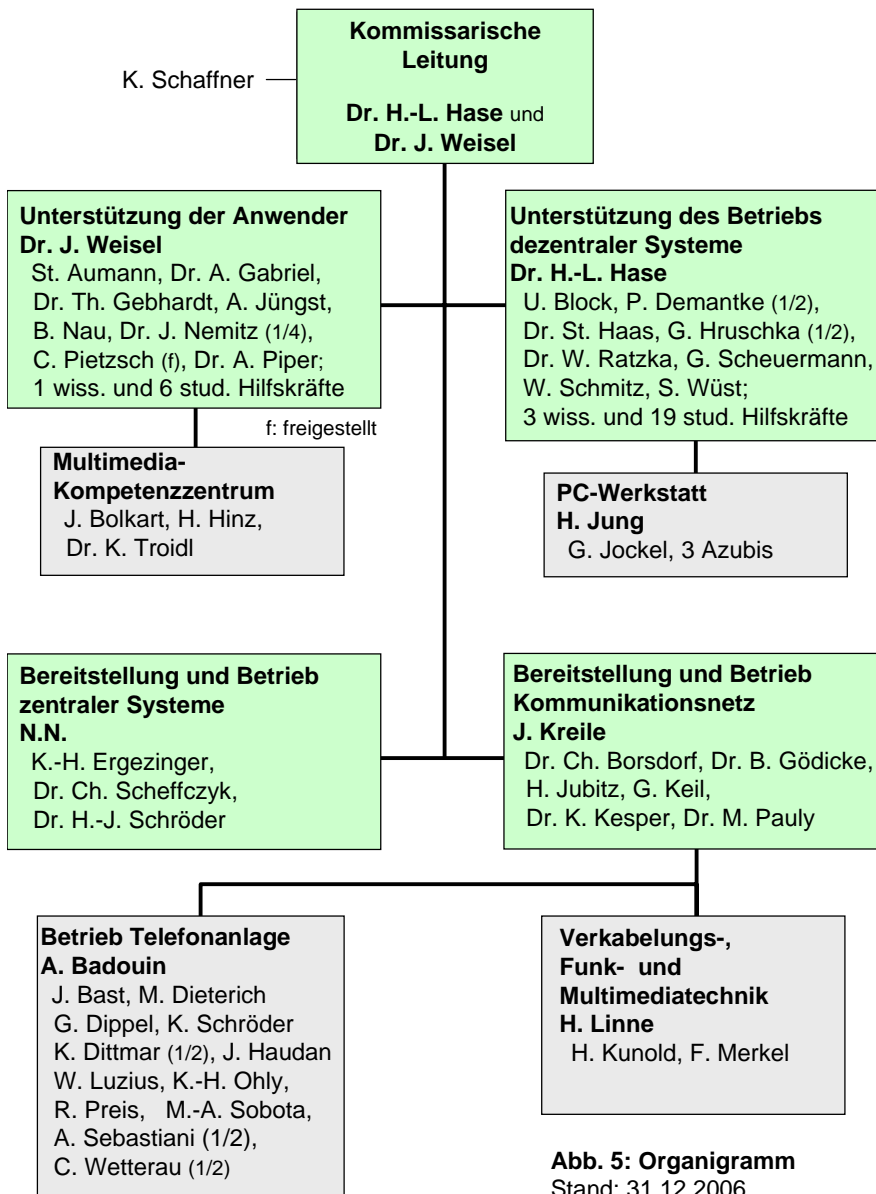 Kommissarische
Leitung
K. Schaffner
Dr. H.-L. Hase und
Dr. J. Weisel
Unterstützung der Anwender
Dr. J. Weisel
St. Aumann, Dr. A. Gabriel,
Dr. Th. Gebhardt, A. Jüngst,
B. Nau, Dr. J. Nemitz (1/4),
C. Pietzsch (f), Dr. A. Piper;
1 wiss. und 6 stud. Hilfskräfte
f: freigestellt
Unterstützung des Betriebs
dezentraler Systeme
Dr. H.-L. Hase
U. Block, P. Demantke (1/2),
Dr. St. Haas, G. Hruschka (1/2),
Dr. W. Ratzka, G. Scheuermann,
W. Schmitz, S. Wüst;
3 wiss. und 19 stud. Hilfskräfte
Multimedia-
Kompetenzzentrum
J. Bolkart, H. Hinz,
Dr. K. Troidl
PC-Werkstatt
H. Jung
G. Jockel, 3 Azubis
Bereitstellung und Betrieb
zentraler Systeme
N.N.
K.-H. Ergezinger,
Dr. Ch. Scheffczyk,
Dr. H.-J. Schröder
Bereitstellung und Betrieb
Kommunikationsnetz
J. Kreile
Dr. Ch. Borsdorf, Dr. B. Gödicke,
H. Jubitz, G. Keil,
Dr. K. Kesper, Dr. M. Pauly
Betrieb Telefonanlage
A. Badouin
J. Bast, M. Dieterich
G. Dippel, K. Schröder
K. Dittmar (1/2), J. Haudan
W. Luzius, K.-H. Ohly,
R. Preis, M.-A. Sobota,
A. Sebastiani (1/2),
C. Wetterau (1/2)
Verkabelungs-,
Funk- und
Multimediatechnik
H. Linne
H. Kunold, F. Merkel
Abb. 5: Organigramm
Stand: 31.12.2006